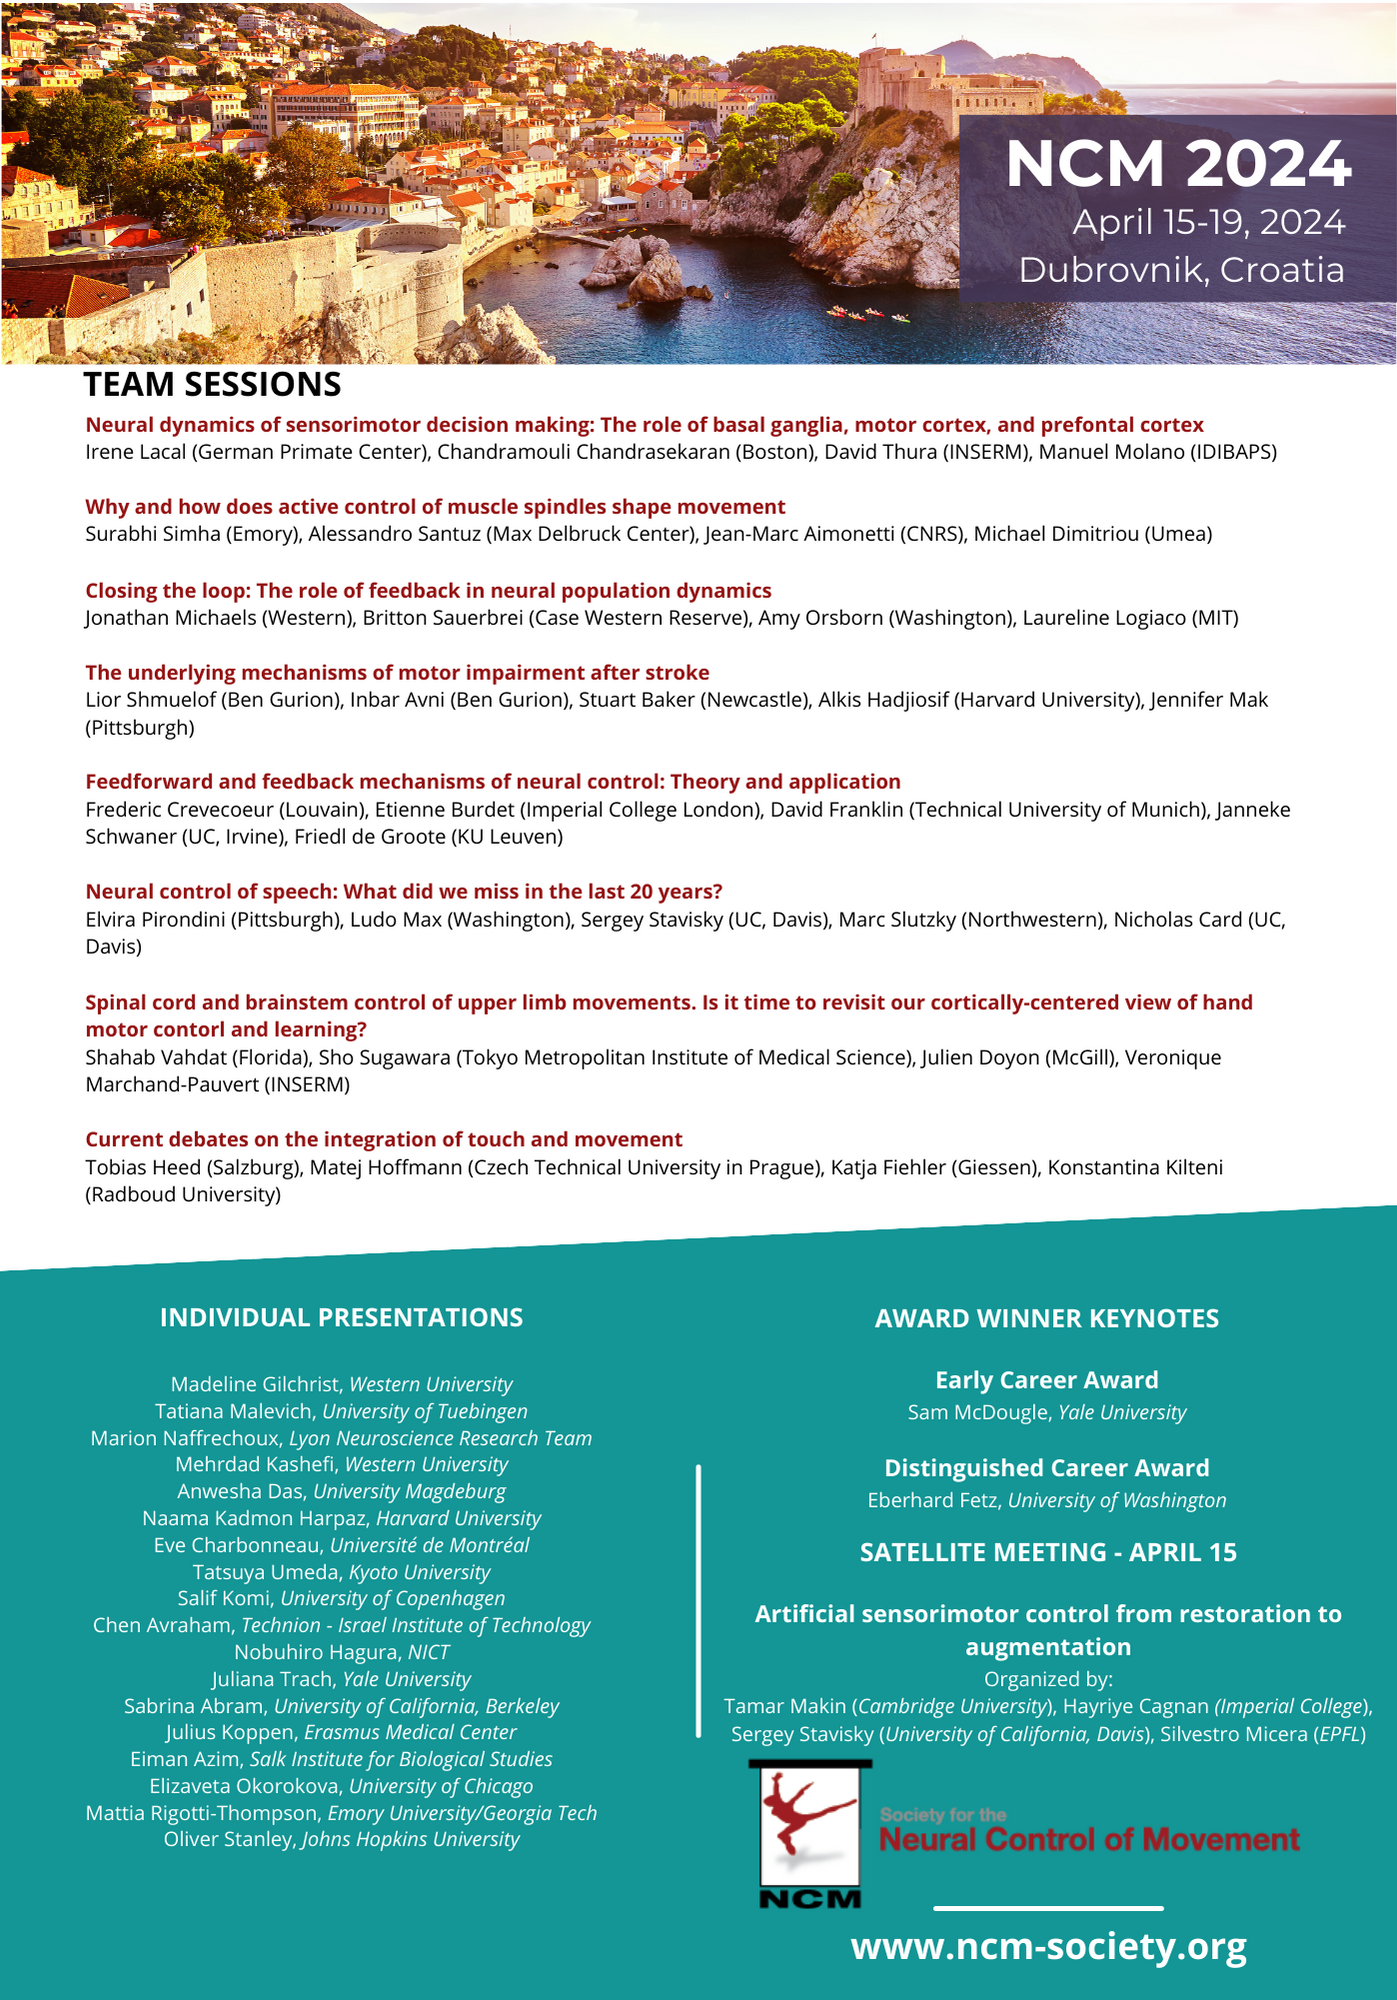 NCM 2024
April 15-19, 2024
Dubrovnik, Croatia
TEAM SESSIONS
Neural dynamics of sensorimotor decision making: The role of basal ganglia, motor cortex, and prefontal cortex
Irene Lacal (German Primate Center), Chandramouli Chandrasekaran (Boston), David Thura (INSERM), Manuel Molano (IDIBAPS)
Why and how does active control of muscle spindles shape movement
Surabhi Simha (Emory), Alessandro Santuz (Max Delbruck Center), Jean-Marc Aimonetti (CNRS), Michael Dimitriou (Umea)
Closing the loop: The role of feedback in neural population dynamics
Jonathan Michaels (Western), Britton Sauerbrei (Case Western Reserve), Amy Orsborn (Washington), Laureline Logiaco (MIT)
The underlying mechanisms of motor impairment after stroke
Lior Shmuelof (Ben Gurion), Inbar Avni (Ben Gurion), Stuart Baker (Newcastle), Alkis Hadjiosif (Harvard University), Jennifer Mak
(Pittsburgh)
Feedforward and feedback mechanisms of neural control: Theory and application
Frederic Crevecoeur (Louvain), Etienne Burdet (Imperial College London), David Franklin (Technical University of Munich), Janneke
Schwaner (UC, Irvine), Friedl de Groote (KU Leuven)
Neural control of speech: What did we miss in the last 20 years?
Elvira Pirondini (Pittsburgh), Ludo Max (Washington), Sergey Stavisky (UC, Davis), Marc Slutzky (Northwestern), Nicholas Card (UC,
Davis)
Spinal cord and brainstem control of upper limb movements. Is it time to revisit our cortically-centered view of hand
motor contorl and learning?
Shahab Vahdat (Florida), Sho Sugawara (Tokyo Metropolitan Institute of Medical Science), Julien Doyon (McGill), Veronique
Marchand-Pauvert (INSERM)
Current debates on the integration of touch and movement
Tobias Heed (Salzburg), Matej Hoffmann (Czech Technical University in Prague), Katja Fiehler (Giessen), Konstantina Kilteni
(Radboud University)
INDIVIDUAL PRESENTATIONS
Madeline Gilchrist, Western University
Tatiana Malevich, University of Tuebingen
Marion Naffrechoux, Lyon Neuroscience Research Team
Mehrdad Kashefi, Western University
Anwesha Das, University Magdeburg
Naama Kadmon Harpaz, Harvard University
Eve Charbonneau, Université de Montréal
Tatsuya Umeda, Kyoto University
Salif Komi, University of Copenhagen
Chen Avraham, Technion - Israel Institute of Technology
Nobuhiro Hagura, NICT
Juliana Trach, Yale University
Sabrina Abram, University of California, Berkeley
Julius Koppen, Erasmus Medical Center
Eiman Azim, Salk Institute for Biological Studies
Elizaveta Okorokova, University of Chicago
Mattia Rigotti-Thompson, Emory University/Georgia Tech
Oliver Stanley, Johns Hopkins University
AWARD WINNER KEYNOTES
Early Career Award
Sam McDougle, Yale University
Distinguished Career Award
Eberhard Fetz, University of Washington
SATELLITE MEETING - APRIL 15
Artificial sensorimotor control from restoration to
augmentation
Organized by:
Tamar Makin (Cambridge University), Hayriye Cagnan (Imperial College),
Sergey Stavisky (University of California, Davis), Silvestro Micera (EPFL)
Society for the
Neural Control of Movement
NCM
www.ncm-society.org